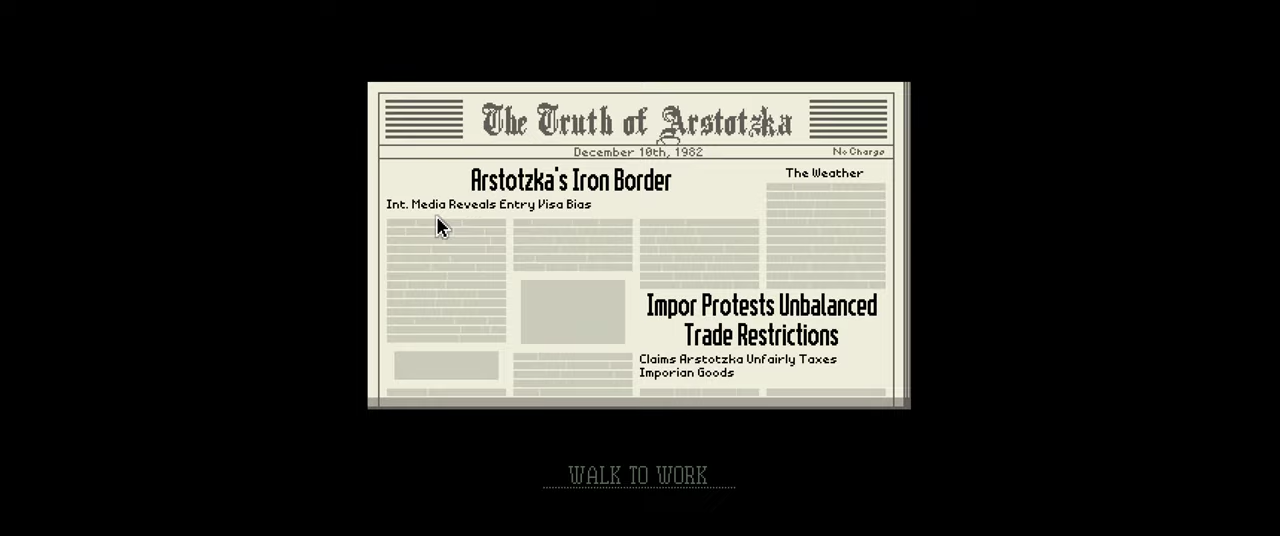 The Truth of Arstotzka
December 10th, 1982
No Charge
Arstotzka's Iron Border
Int. Media Reveals Entry Visa Bias
The Weather
Impor Protests Unbalanced
Trade Restrictions
Claims Arstotzka Unfairly Taxes
Imporian Goods
WALK TO WORK